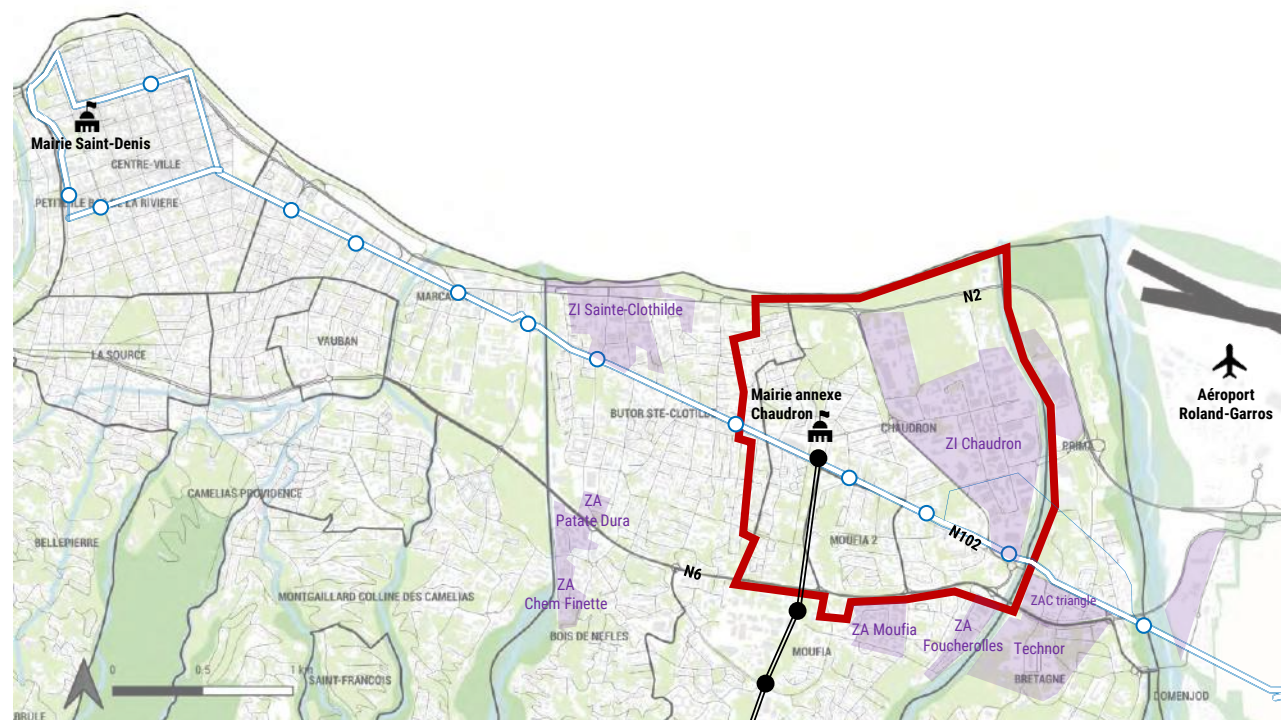 Mairie Saint-Denis
CENTRE-VILLE
DE LA RIVIERE
LA SOURCE
VAUBAN
ZI Sainte-Clothilde
N2
Mairie annexe
Chaudron
BUTOR STE-CLOTILDE
CHAUDRON
ZI Chaudron
PRIMA
Aéroport
Roland-Garros
CAMELIAS PROVIDENCE
BELLEPIERRE
ZA
Patate Dura
N6
MOUFIA 2
N102
ZA
Chem Finette
MONTGAILLARD COLLINE DES CAMELIAS
BOIS DE NEFLES
ZAC triangle
ZA Moufia
ZA
Foucherolles
Technor
MOUFIA
BRETAGNE
SAINT-FRANCOIS
DOMENJOD
0 0.5 1 km